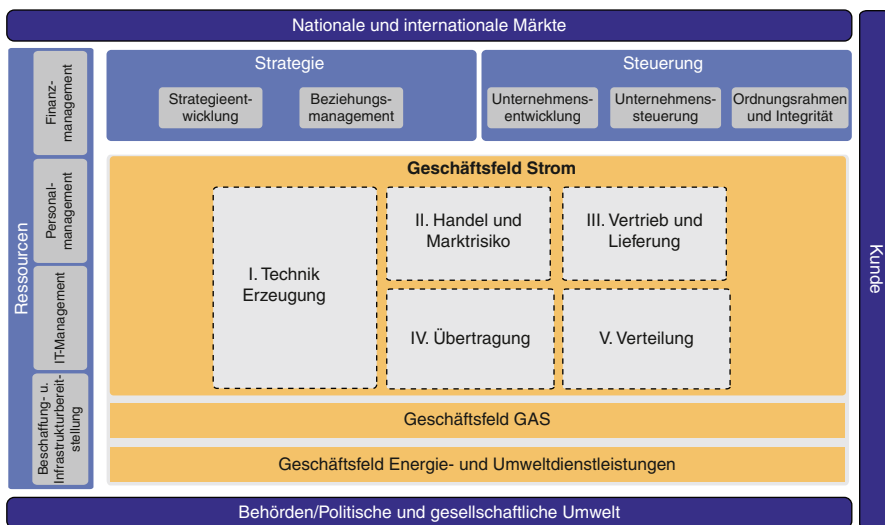 Nationale und internationale Märkte
Ressourcen
Finanz-
management
Personal-
management
IT-Management
Beschaffung- u.
Infrastrukturbereit-
stellung
Strategie
Strategieent-
wicklung
Beziehungs-
management
Steuerung
Unternehmens-
entwicklung
Unternehmens-
steuerung
Ordnungsrahmen
und Integrität
Geschäftsfeld Strom
I. Technik
Erzeugung
II. Handel und
Marktrisiko
III. Vertrieb und
Lieferung
IV. Übertragung
V. Verteilung
Geschäftsfeld GAS
Geschäftsfeld Energie- und Umweltdienstleistungen
Kunde
Behörden/Politische und gesellschaftliche Umwelt